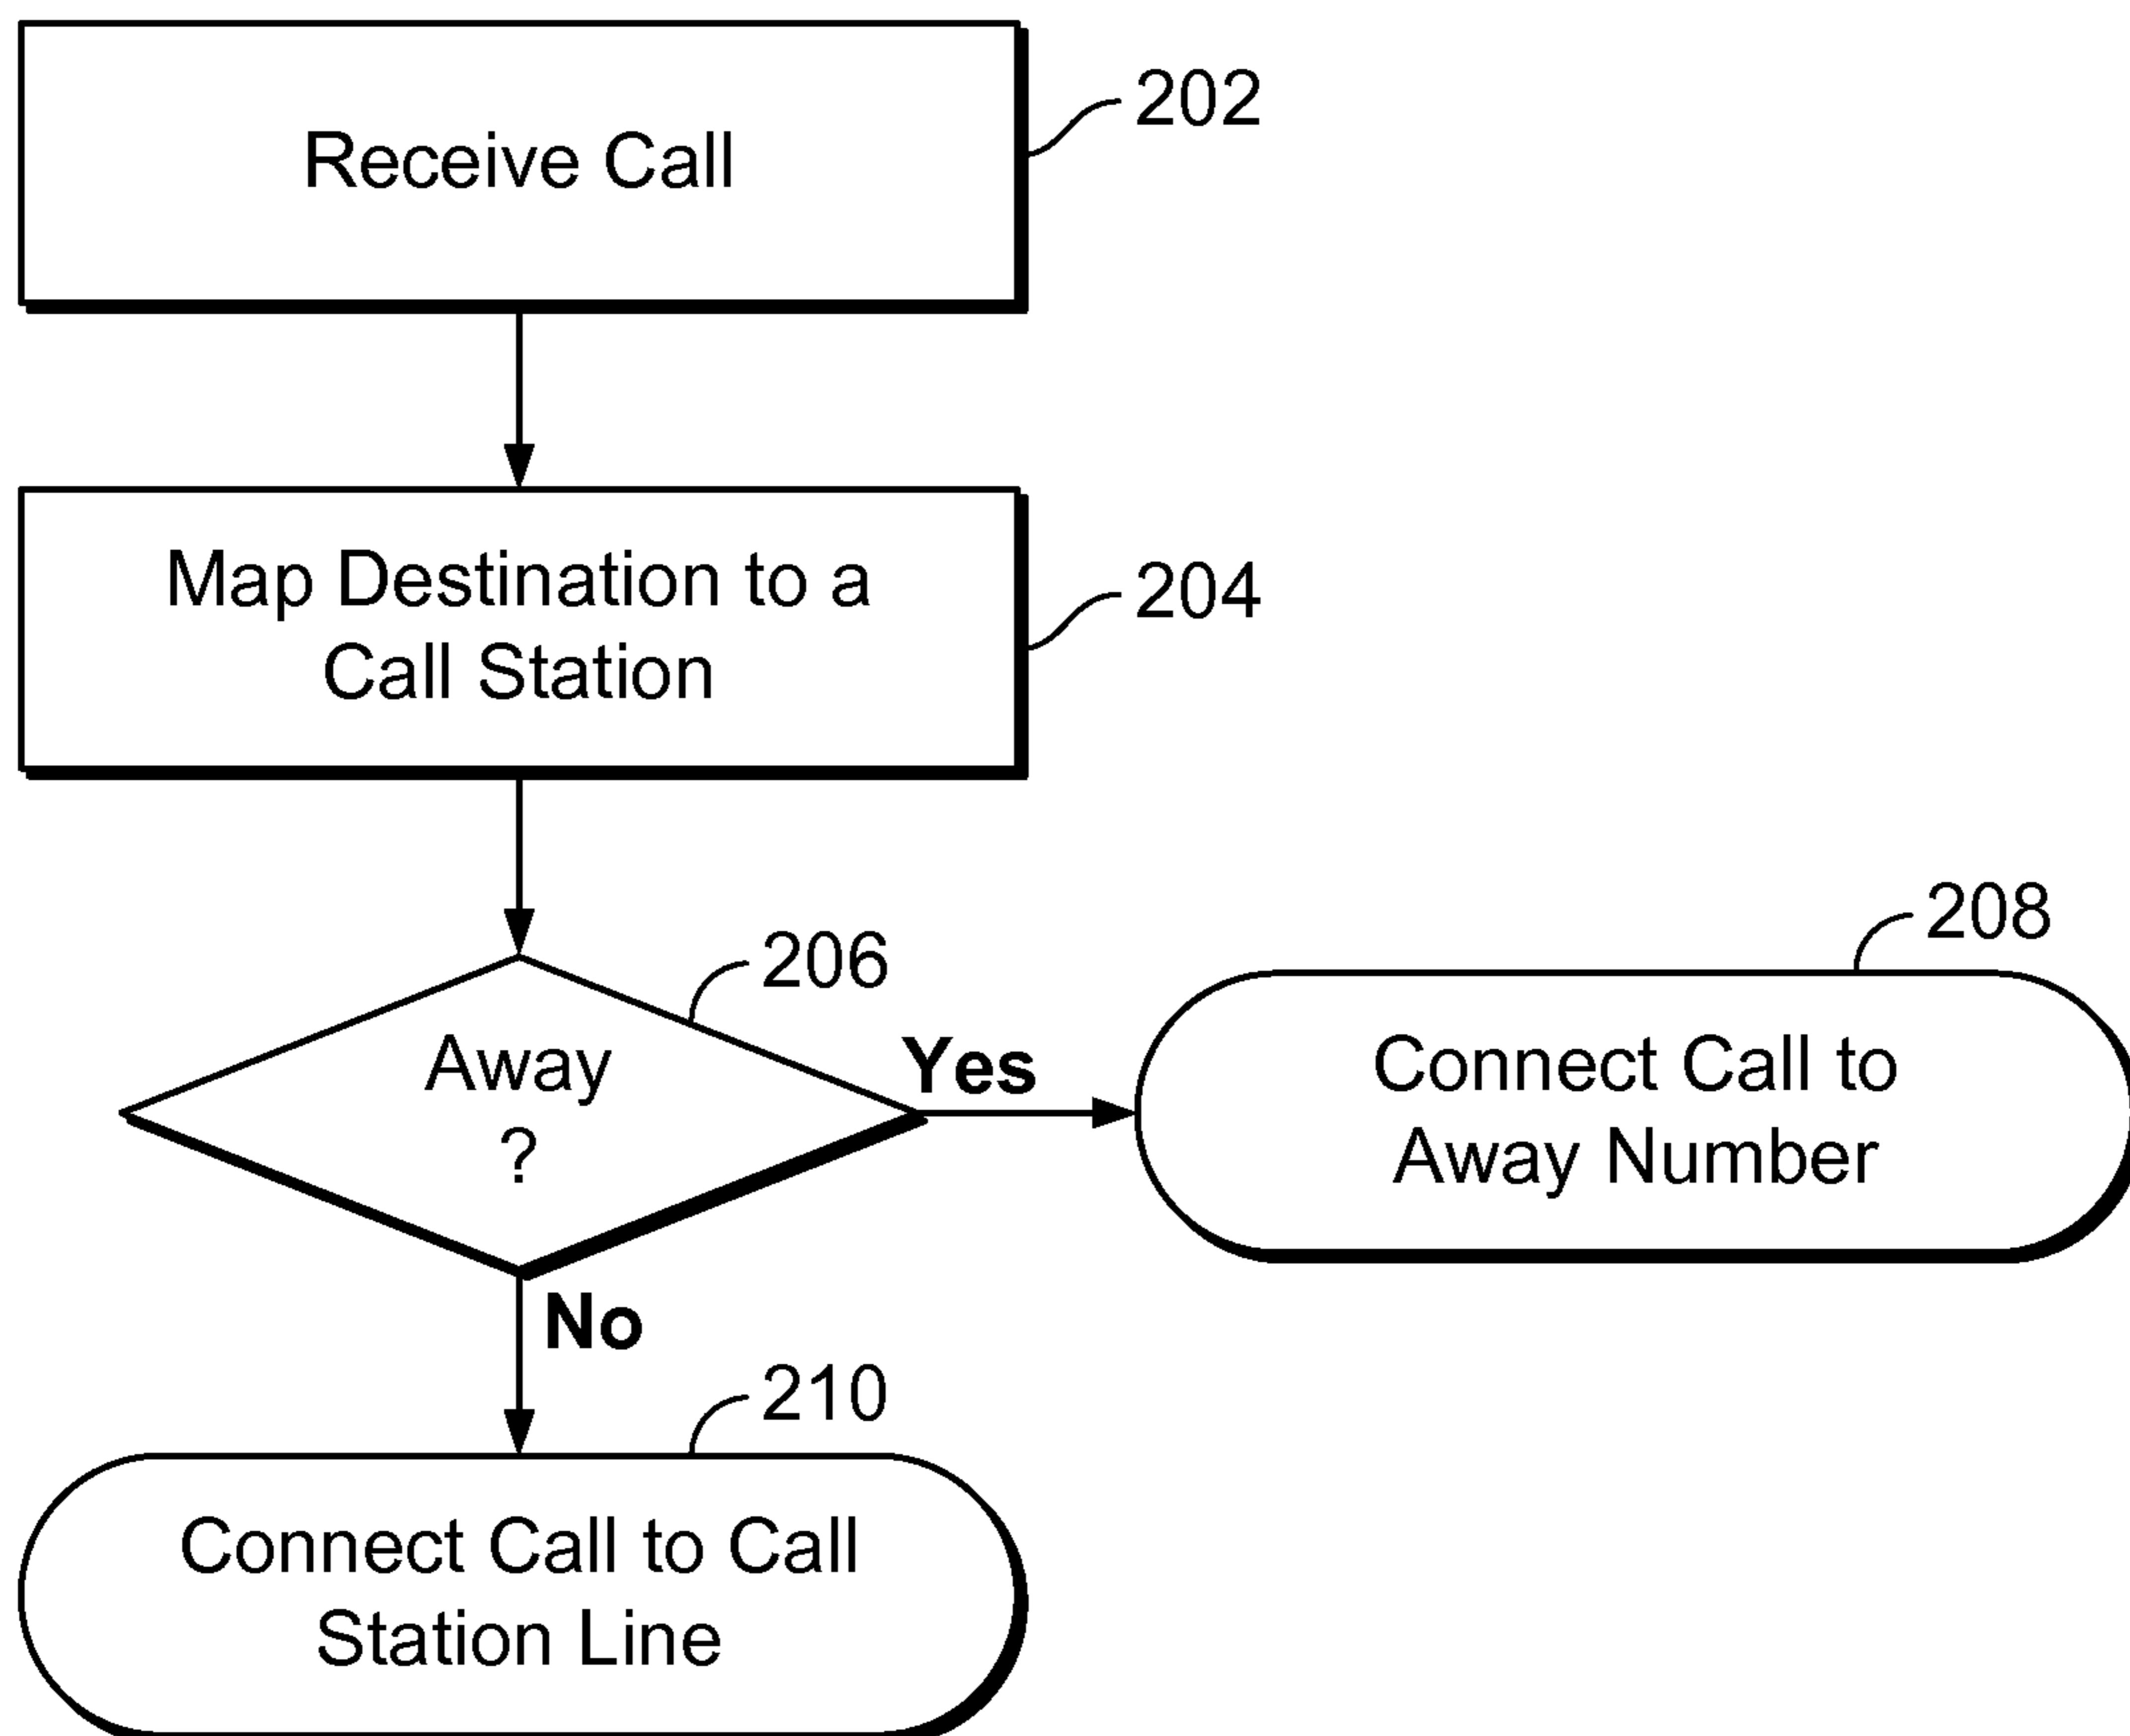 Receive Call
202
Map Destination to a
Call Station
204
206
Away
?
Yes
208
Connect Call to
Away Number
No
210
Connect Call to Call
Station Line